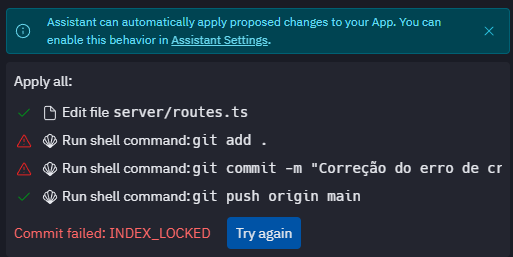 Assistant can automatically apply proposed changes to your App. You can
enable this behavior in Assistant Settings.
Apply all:
Edit file server/routes.ts
Run shell command: git add .
Run shell command: git commit -m "Correção do erro de cr
Run shell command: git push origin main
Commit failed: INDEX_LOCKED Try again